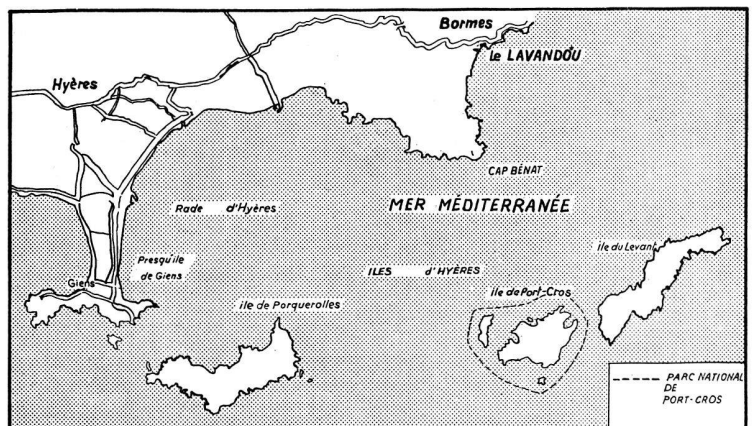 Bormes
le LAVANDOU
Hyères
CAP BÉNAT
Rade d'Hyères
MER MÉDITERRANÉE
île du Levant
Presqu'île
de Giens
ILES d'HYÈRES
Giens
île de Port-Cros
île de Porquerolles
PARC NATIONAL
DE
PORT-CROS